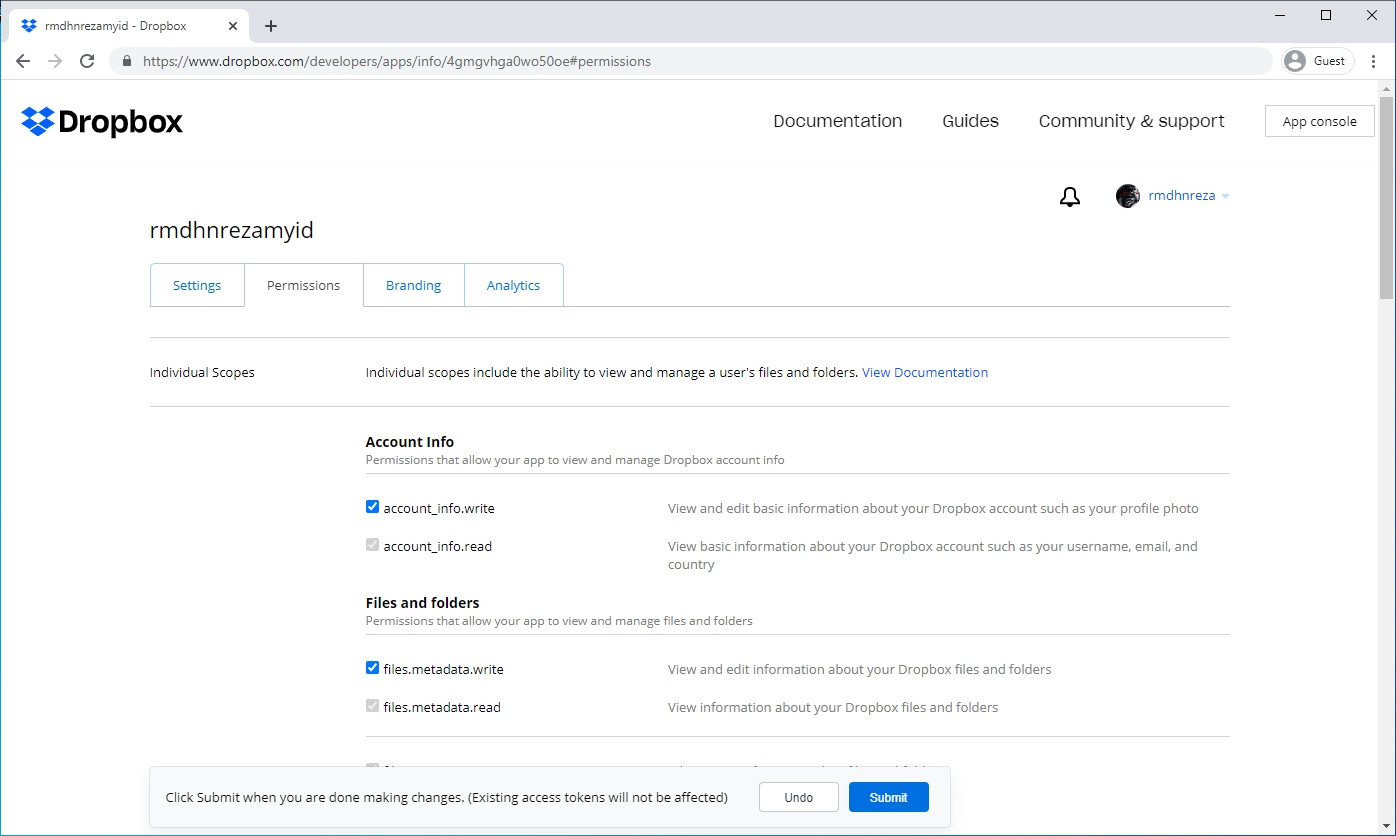 rmdhnrezamyid - Dropbox
https://www.dropbox.com/developers/apps/info/4gmgvhga0wo50oe#permissions
Guest
Dropbox
Documentation
Guides
Community & support
App console
rmdhnreza
rmdhnrezamyid
Settings
Permissions
Branding
Analytics
Individual Scopes
Individual scopes include the ability to view and manage a user's files and folders. View Documentation
Account Info
Permissions that allow your app to view and manage Dropbox account info
account_info.write
View and edit basic information about your Dropbox account such as your profile photo
account_info.read
View basic information about your Dropbox account such as your username, email, and
country
Files and folders
Permissions that allow your app to view and manage files and folders
files.metadata.write
View and edit information about your Dropbox files and folders
files.metadata.read
View information about your Dropbox files and folders
Click Submit when you are done making changes. (Existing access tokens will not be affected)
Undo
Submit